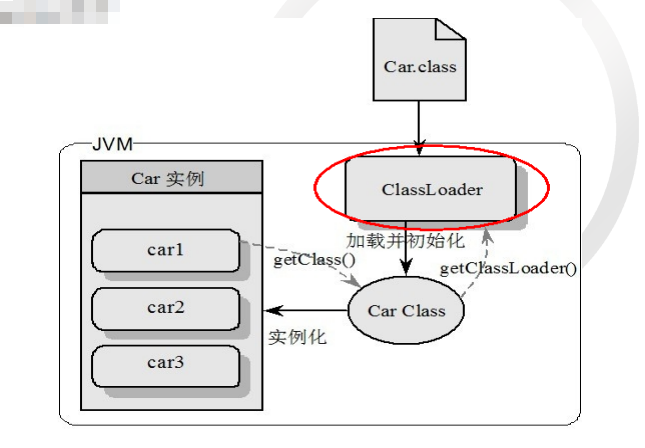 Car.class
JVM
Car 实例
ClassLoader
加载并初始化
car1
getClass()
getClassLoader()
car2
Car Class
实例化
car3